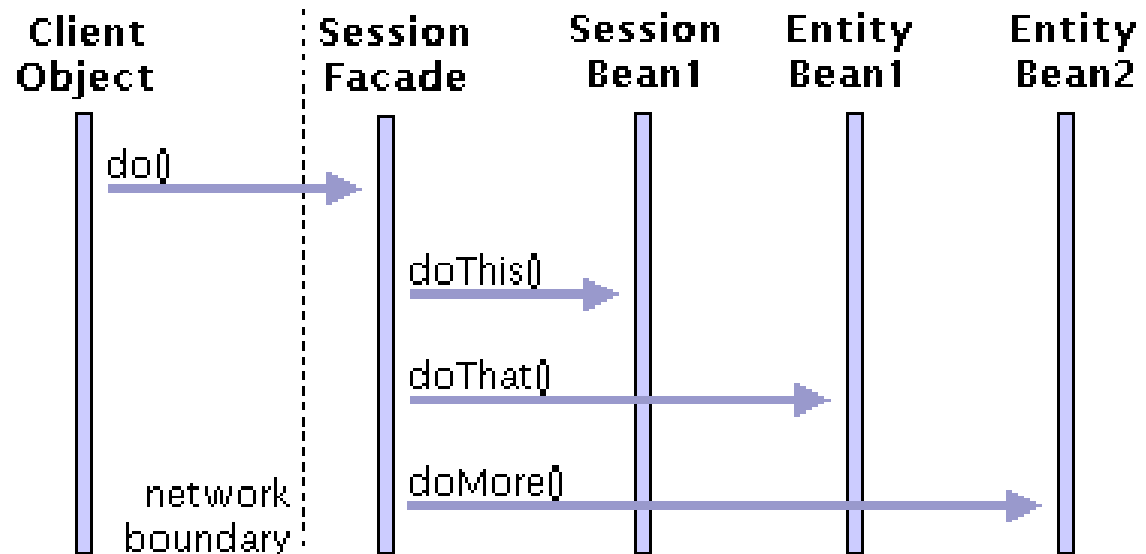 Client Object
Session Facade
Session Bean1
Entity Bean1
Entity Bean2
do()
doThis()
doThat()
doMore()
network
boundary